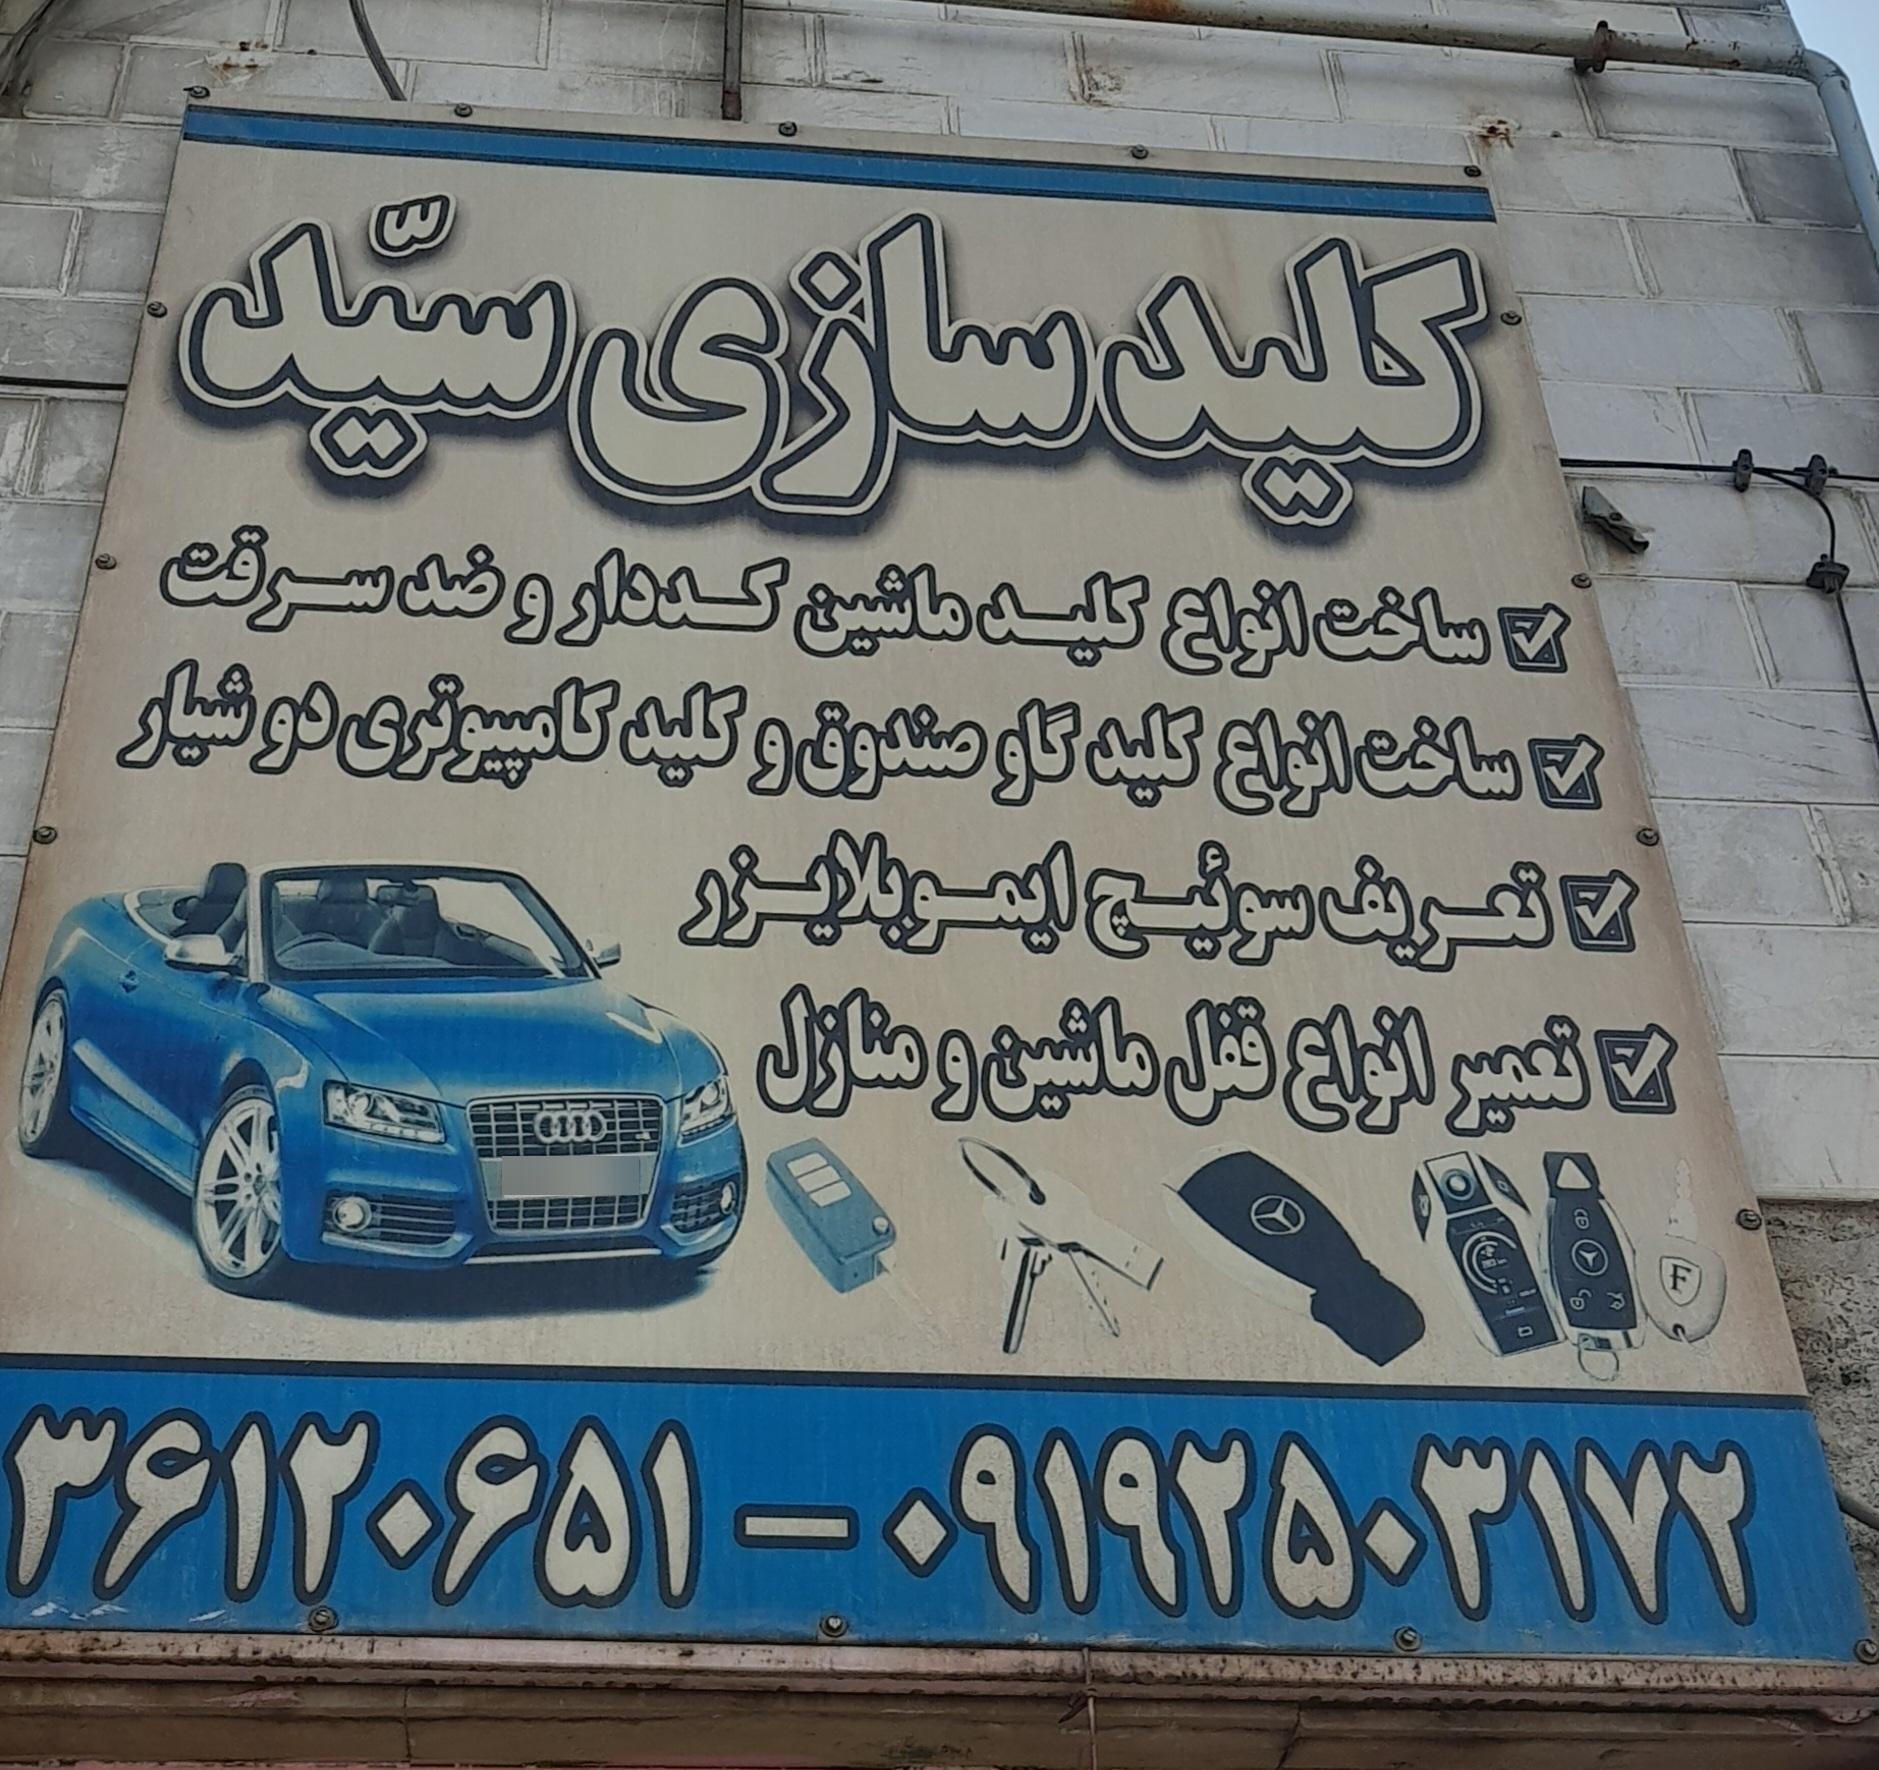 کلید سازی سیّد
ساخت انواع کلید ماشین کددار و ضد سرقت
ساخت انواع کلید گاو صندوق و کلید کامپیوتری دو شیار
تعریف سوئیچ ایموبلایزر
تعمیر انواع قفل ماشین و منازل
F
۳۶۱۲۰۶۵۱ - ۰۹۱۹۲۵۰۳۱۷۲